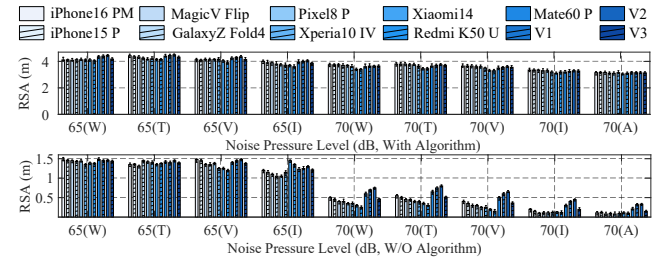 iPhone16 PM MagicV Flip Pixel8 P Xiaomi14 Mate60 P V2
iPhone15 P GalaxyZ Fold4 Xperia10 IV Redmi K50 U V1 V3
RSA (m)
4
2
0
65(W) 65(T) 65(V) 65(I) 70(W) 70(T) 70(V) 70(I) 70(A)
Noise Pressure Level (dB, With Algorithm)
RSA (m)
1.5
1
0.5
65(W) 65(T) 65(V) 65(I) 70(W) 70(T) 70(V) 70(I) 70(A)
Noise Pressure Level (dB, W/O Algorithm)